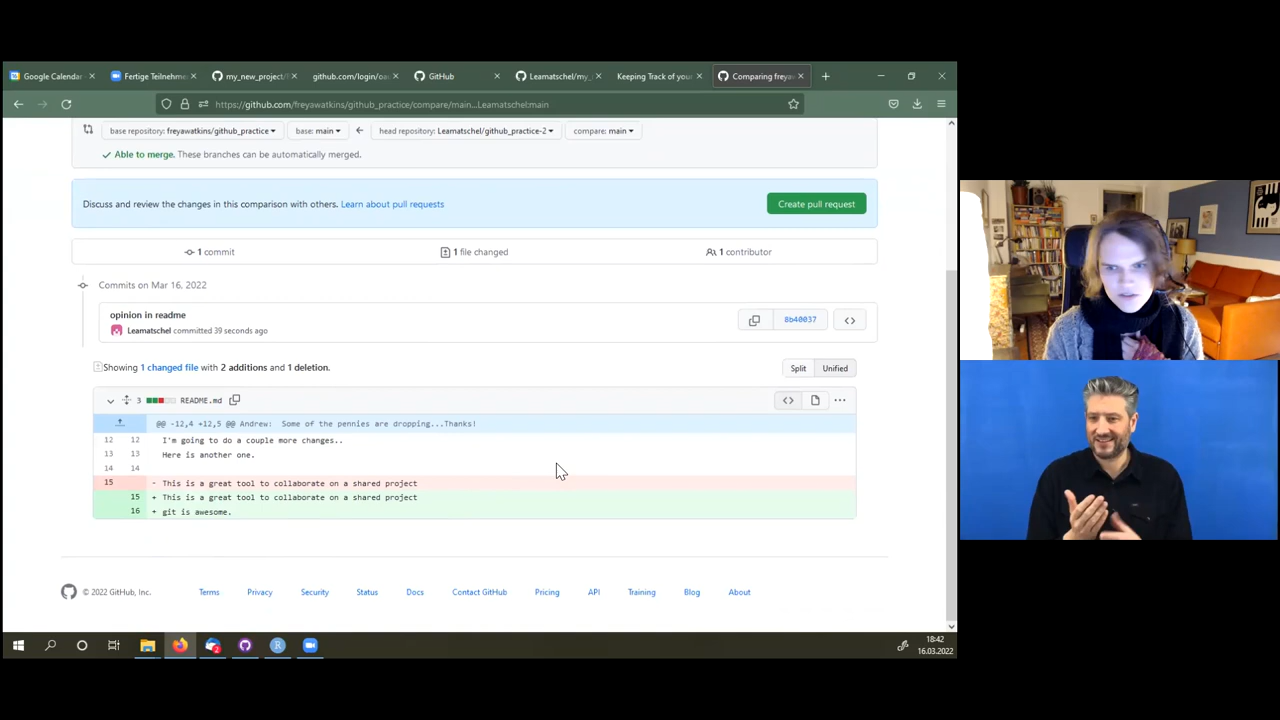 Google Calendar
Fertige Teilnehme
my_new_project/
github.com/login/oa
GitHub
Leamatschel/my_
Keeping Track of you
Comparing freyaw
https://github.com/freyawatkins/github_practice/compare/main...Leamatschel:main
base repository: freyawatkins/github_practice
base: main
head repository: Leamatschel/github_practice-2
compare: main
Able to merge. These branches can be automatically merged.
Discuss and review the changes in this comparison with others. Learn about pull requests
Create pull request
1 commit
1 file changed
1 contributor
Commits on Mar 16, 2022
opinion in readme
Leamatschel committed 39 seconds ago
8b40037
Showing 1 changed file with 2 additions and 1 deletion.
Split
Unified
3
README.md
@@ -12,4 +12,5 @@ Andrew: Some of the pennies are dropping...Thanks!
12 12 I'm going to do a couple more changes..
13 13 Here is another one.
14 14
15 - This is a great tool to collaborate on a shared project
15 + This is a great tool to collaborate on a shared project
16 + git is awesome.
© 2022 GitHub, Inc.
Terms
Privacy
Security
Status
Docs
Contact GitHub
Pricing
API
Training
Blog
About
R
2
18:42
16.03.2022